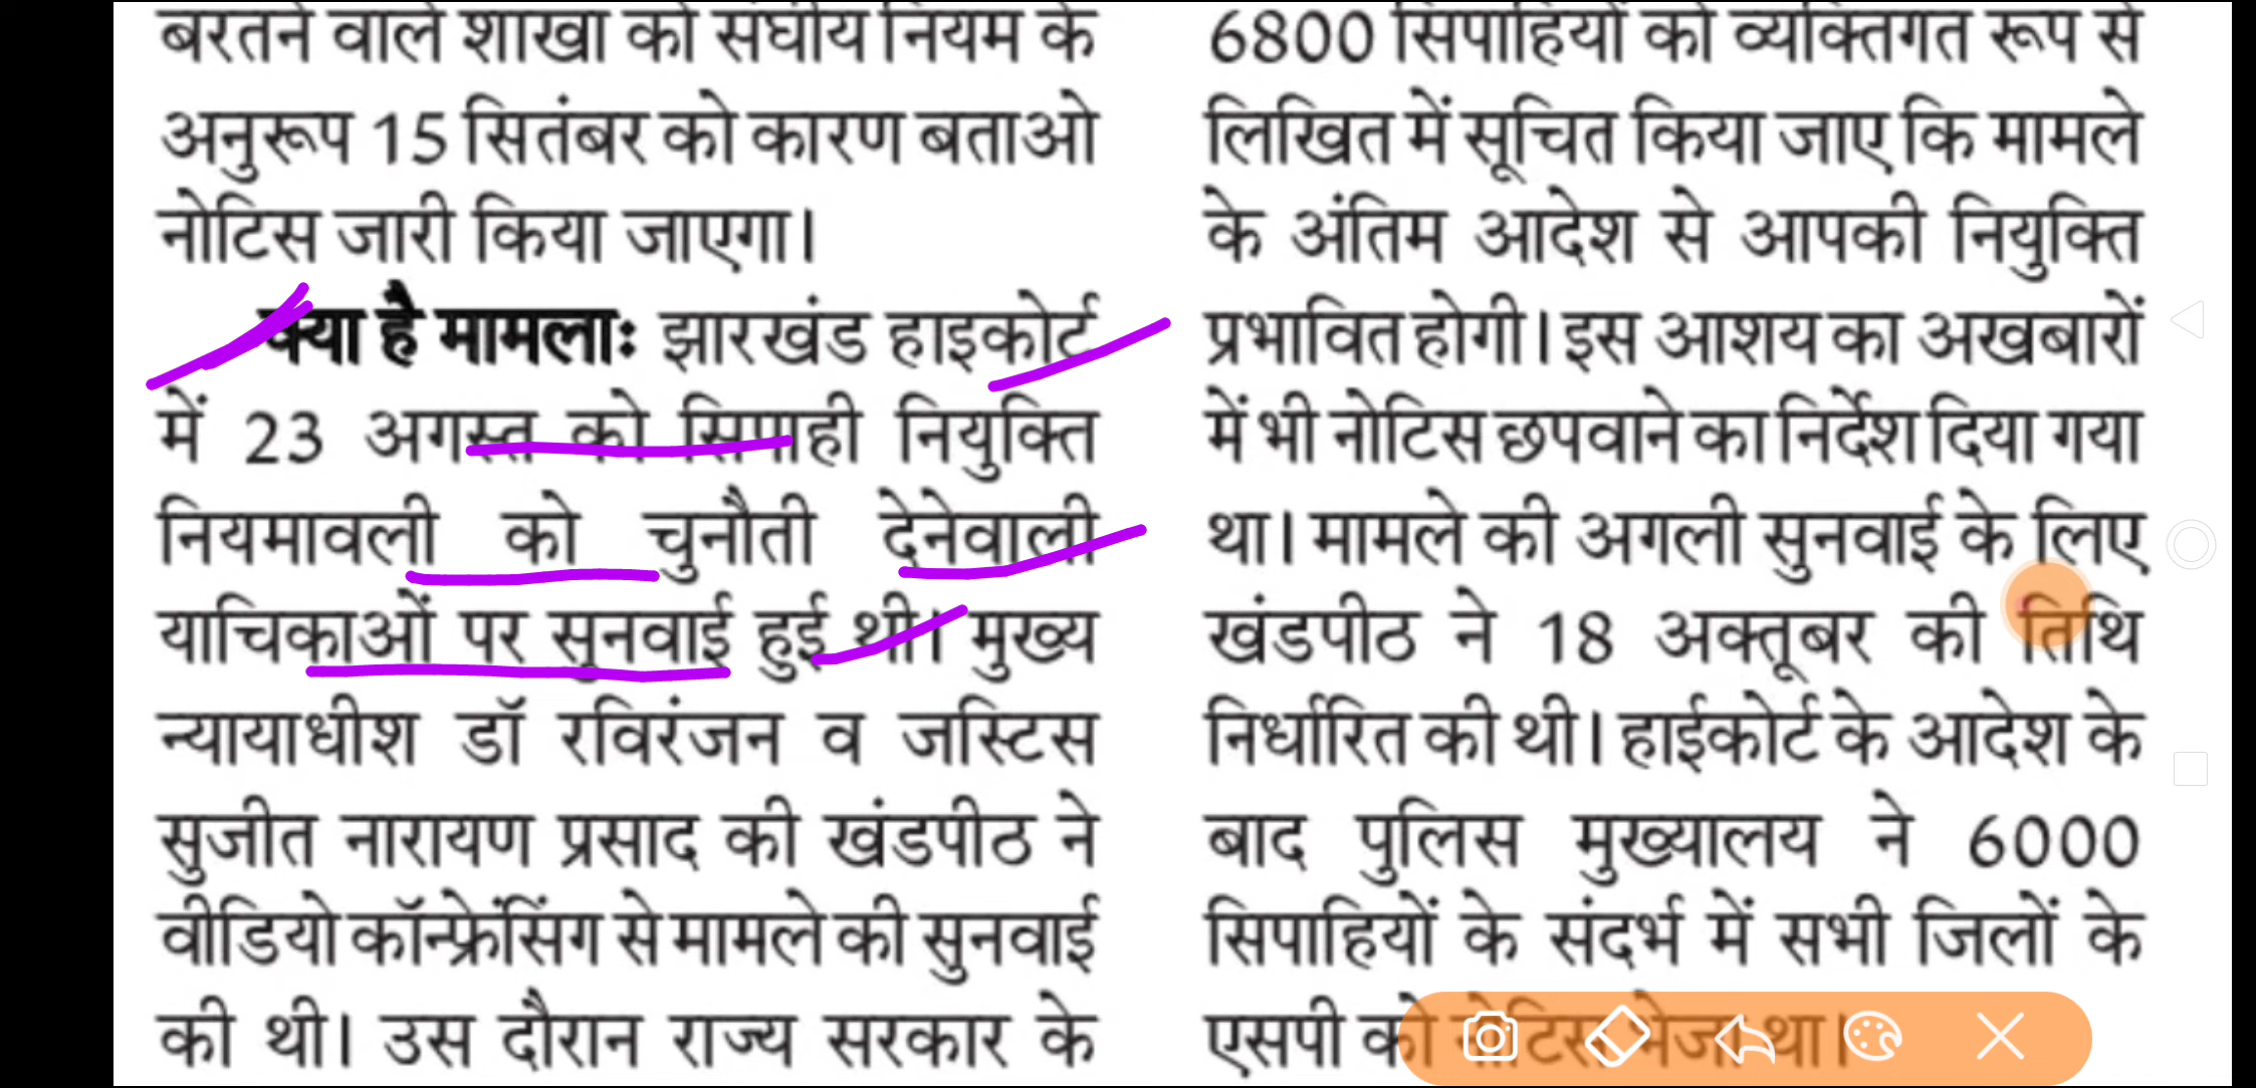 बरतने वाले शाखा को संघीय नियम के
अनुरूप 15 सितंबर को कारण बताओ
नोटिस जारी किया जाएगा।
क्या है मामलाः झारखंड हाइकोर्ट
में 23 अगस्त को सिपाही नियुक्ति
नियमावली को चुनौती देनेवाली
याचिकाओं पर सुनवाई हुई थी। मुख्य
न्यायाधीश डॉ रविरंजन व जस्टिस
सुजीत नारायण प्रसाद की खंडपीठ ने
वीडियो कॉन्फ्रेंसिंग से मामले की सुनवाई
की थी। उस दौरान राज्य सरकार के
6800 सिपाहियों को व्यक्तिगत रूप से
लिखित में सूचित किया जाए कि मामले
के अंतिम आदेश से आपकी नियुक्ति
प्रभावित होगी। इस आशय का अखबारों
में भी नोटिस छपवाने का निर्देश दिया गया
था। मामले की अगली सुनवाई के लिए
खंडपीठ ने 18 अक्तूबर की तिथि
निर्धारित की थी। हाईकोर्ट के आदेश के
बाद पुलिस मुख्यालय ने 6000
सिपाहियों के संदर्भ में सभी जिलों के
एसपी को नोटिस भेजा था।